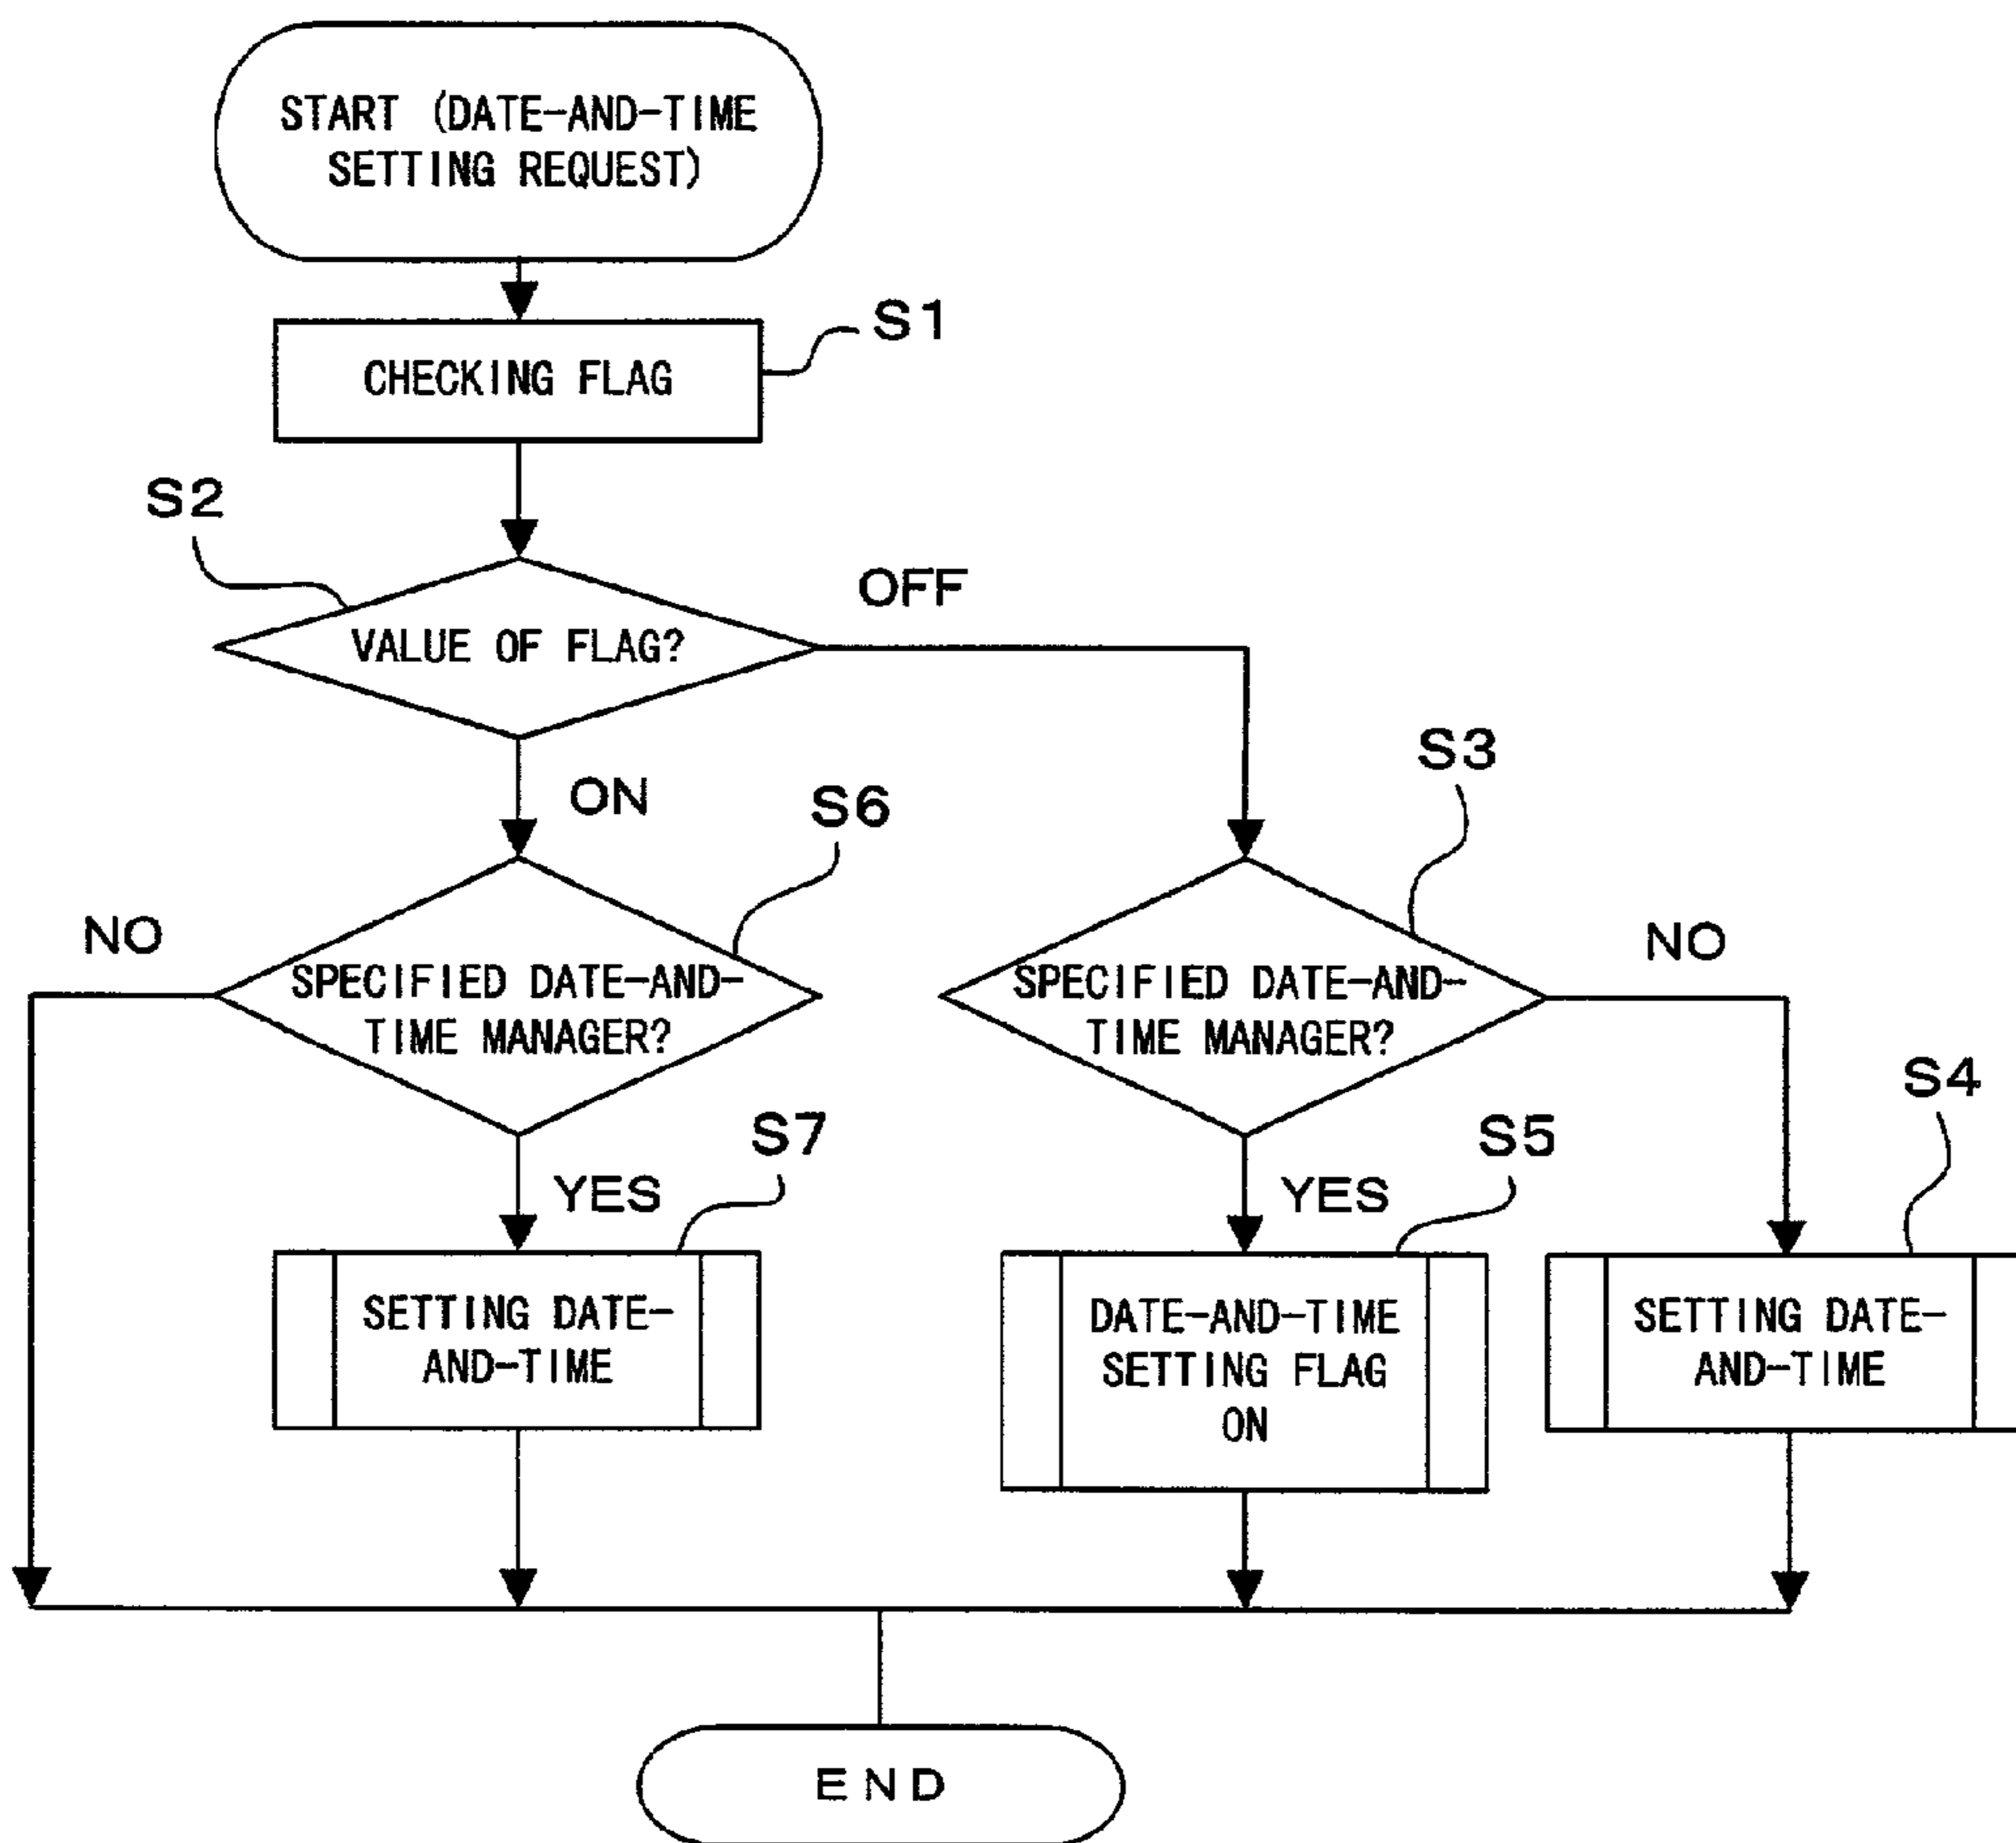 START (DATE-AND-TIME
SETTING REQUEST)
S1
CHECKING FLAG
S2
OFF
VALUE OF FLAG?
ON
S6
S3
NO
NO
SPECIFIED DATE-AND-
TIME MANAGER?
SPECIFIED DATE-AND-
TIME MANAGER?
S7
S5
S4
YES
YES
SETTING DATE-
AND-TIME
DATE-AND-TIME
SETTING FLAG
ON
SETTING DATE-
AND-TIME
END